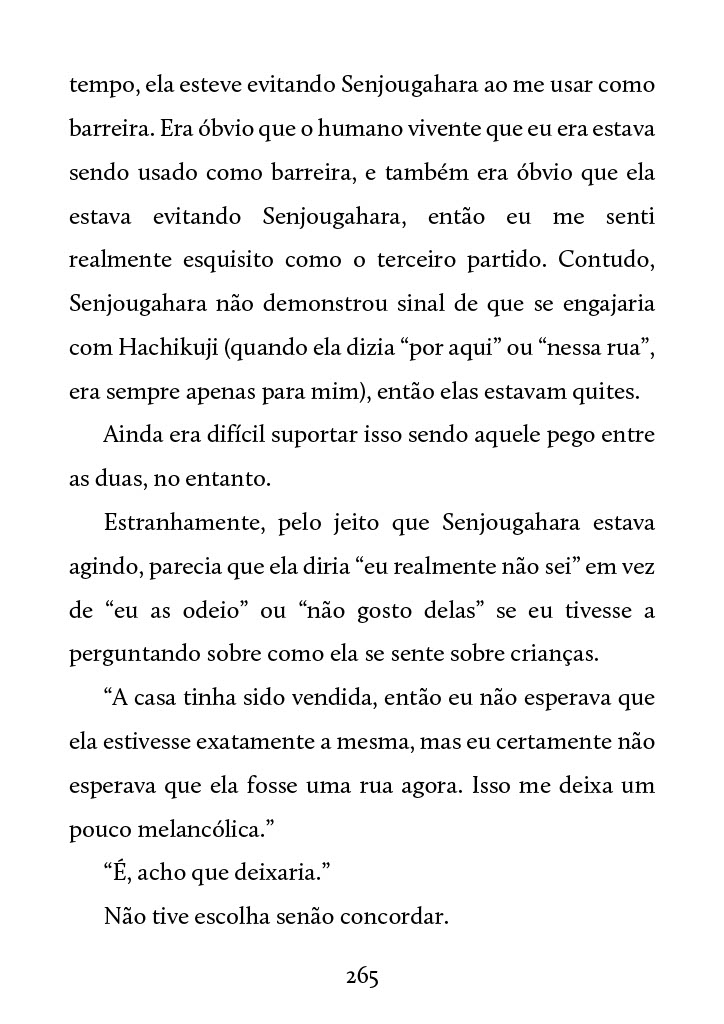 tempo, ela esteve evitando Senjougahara ao me usar como
barreira. Era óbvio que o humano vivente que eu era estava
sendo usado como barreira, e também era óbvio que ela
estava evitando Senjougahara, então eu me senti
realmente esquisito como o terceiro partido. Contudo,
Senjougahara não demonstrou sinal de que se engajaria
com Hachikuji (quando ela dizia “por aqui” ou “nessa rua”,
era sempre apenas para mim), então elas estavam quites.
Ainda era difícil suportar isso sendo aquele pego entre
as duas, no entanto.
Estranhamente, pelo jeito que Senjougahara estava
agindo, parecia que ela diria “eu realmente não sei” em vez
de “eu as odeio” ou “não gosto delas” se eu tivesse a
perguntando sobre como ela se sente sobre crianças.
“A casa tinha sido vendida, então eu não esperava que
ela estivesse exatamente a mesma, mas eu certamente não
esperava que ela fosse uma rua agora. Isso me deixa um
pouco melancólica.”
“É, acho que deixaria.”
Não tive escolha senão concordar.
265